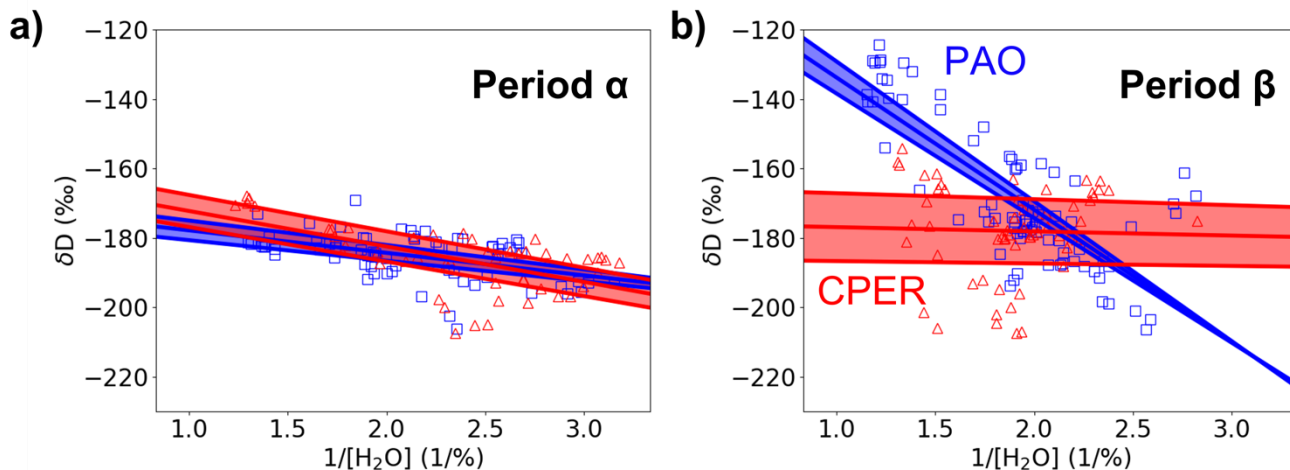 a)
Period α
−120
−140
−160
−180
−200
−220
δD (‰)
1.0 1.5 2.0 2.5 3.0
1/[H₂O] (1/%)
b)
PAO
Period β
CPER
−120
−140
−160
−180
−200
−220
δD (‰)
1.0 1.5 2.0 2.5 3.0
1/[H₂O] (1/%)